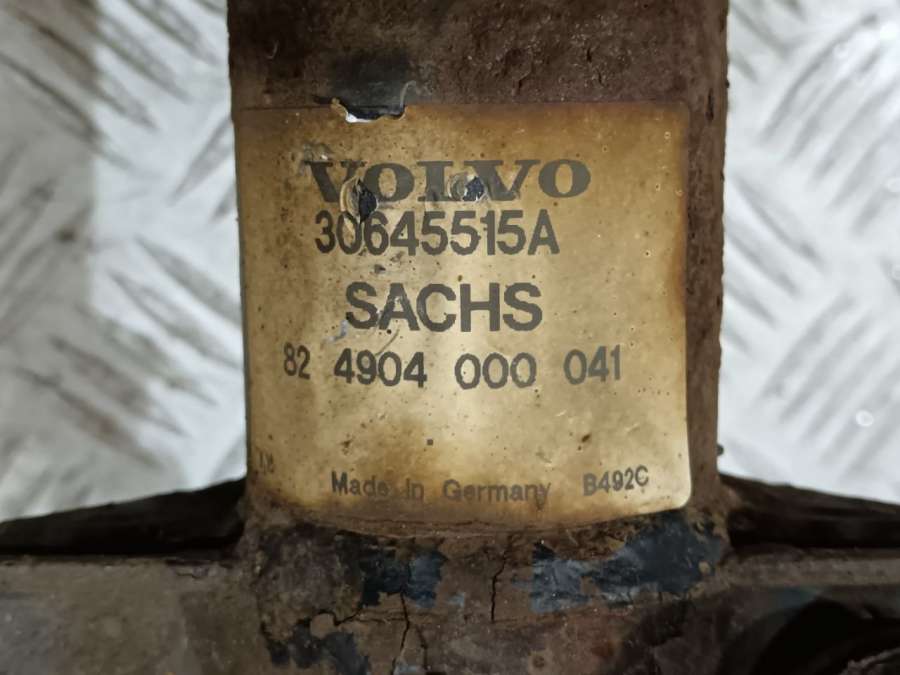 VOLVO
30645515A
SACHS
82 4904 000 041
Made in Germany B492C